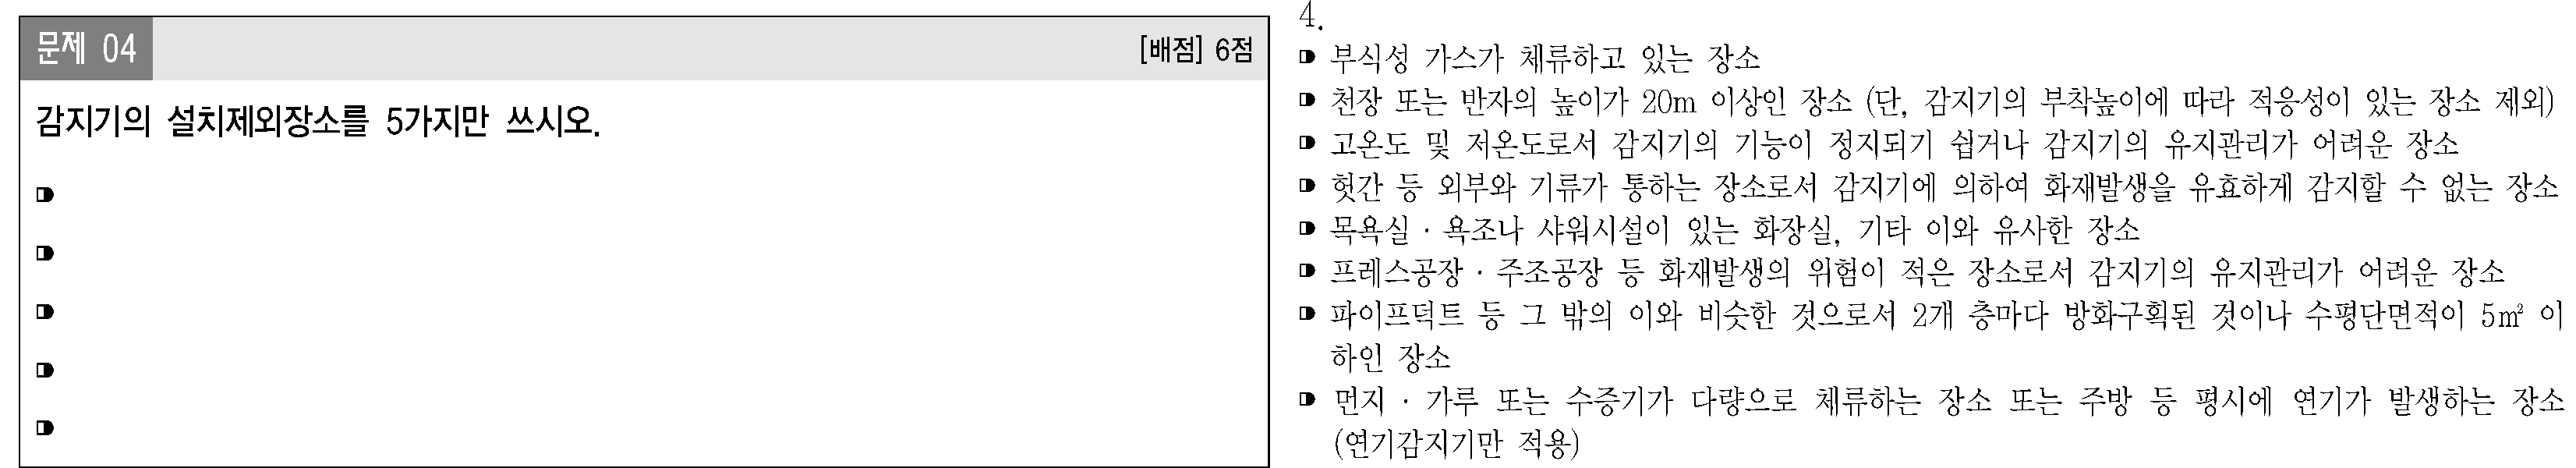 문제 04
[배점] 6점
감지기의 설치제외장소를 5가지만 쓰시오.
4.
부식성 가스가 체류하고 있는 장소
천장 또는 반자의 높이가 20m 이상인 장소 (단, 감지기의 부착높이에 따라 적응성이 있는 장소 제외)
고온도 및 저온도로서 감지기의 기능이 정지되기 쉽거나 감지기의 유지관리가 어려운 장소
헛간 등 외부와 기류가 통하는 장소로서 감지기에 의하여 화재발생을 유효하게 감지할 수 없는 장소
목욕실 · 욕조나 샤워시설이 있는 화장실, 기타 이와 유사한 장소
프레스공장 · 주조공장 등 화재발생의 위험이 적은 장소로서 감지기의 유지관리가 어려운 장소
파이프덕트 등 그 밖의 이와 비슷한 것으로서 2개 층마다 방화구획된 것이나 수평단면적이 5㎡ 이
하인 장소
먼지 · 가루 또는 수증기가 다량으로 체류하는 장소 또는 주방 등 평시에 연기가 발생하는 장소
(연기감지기만 적용)